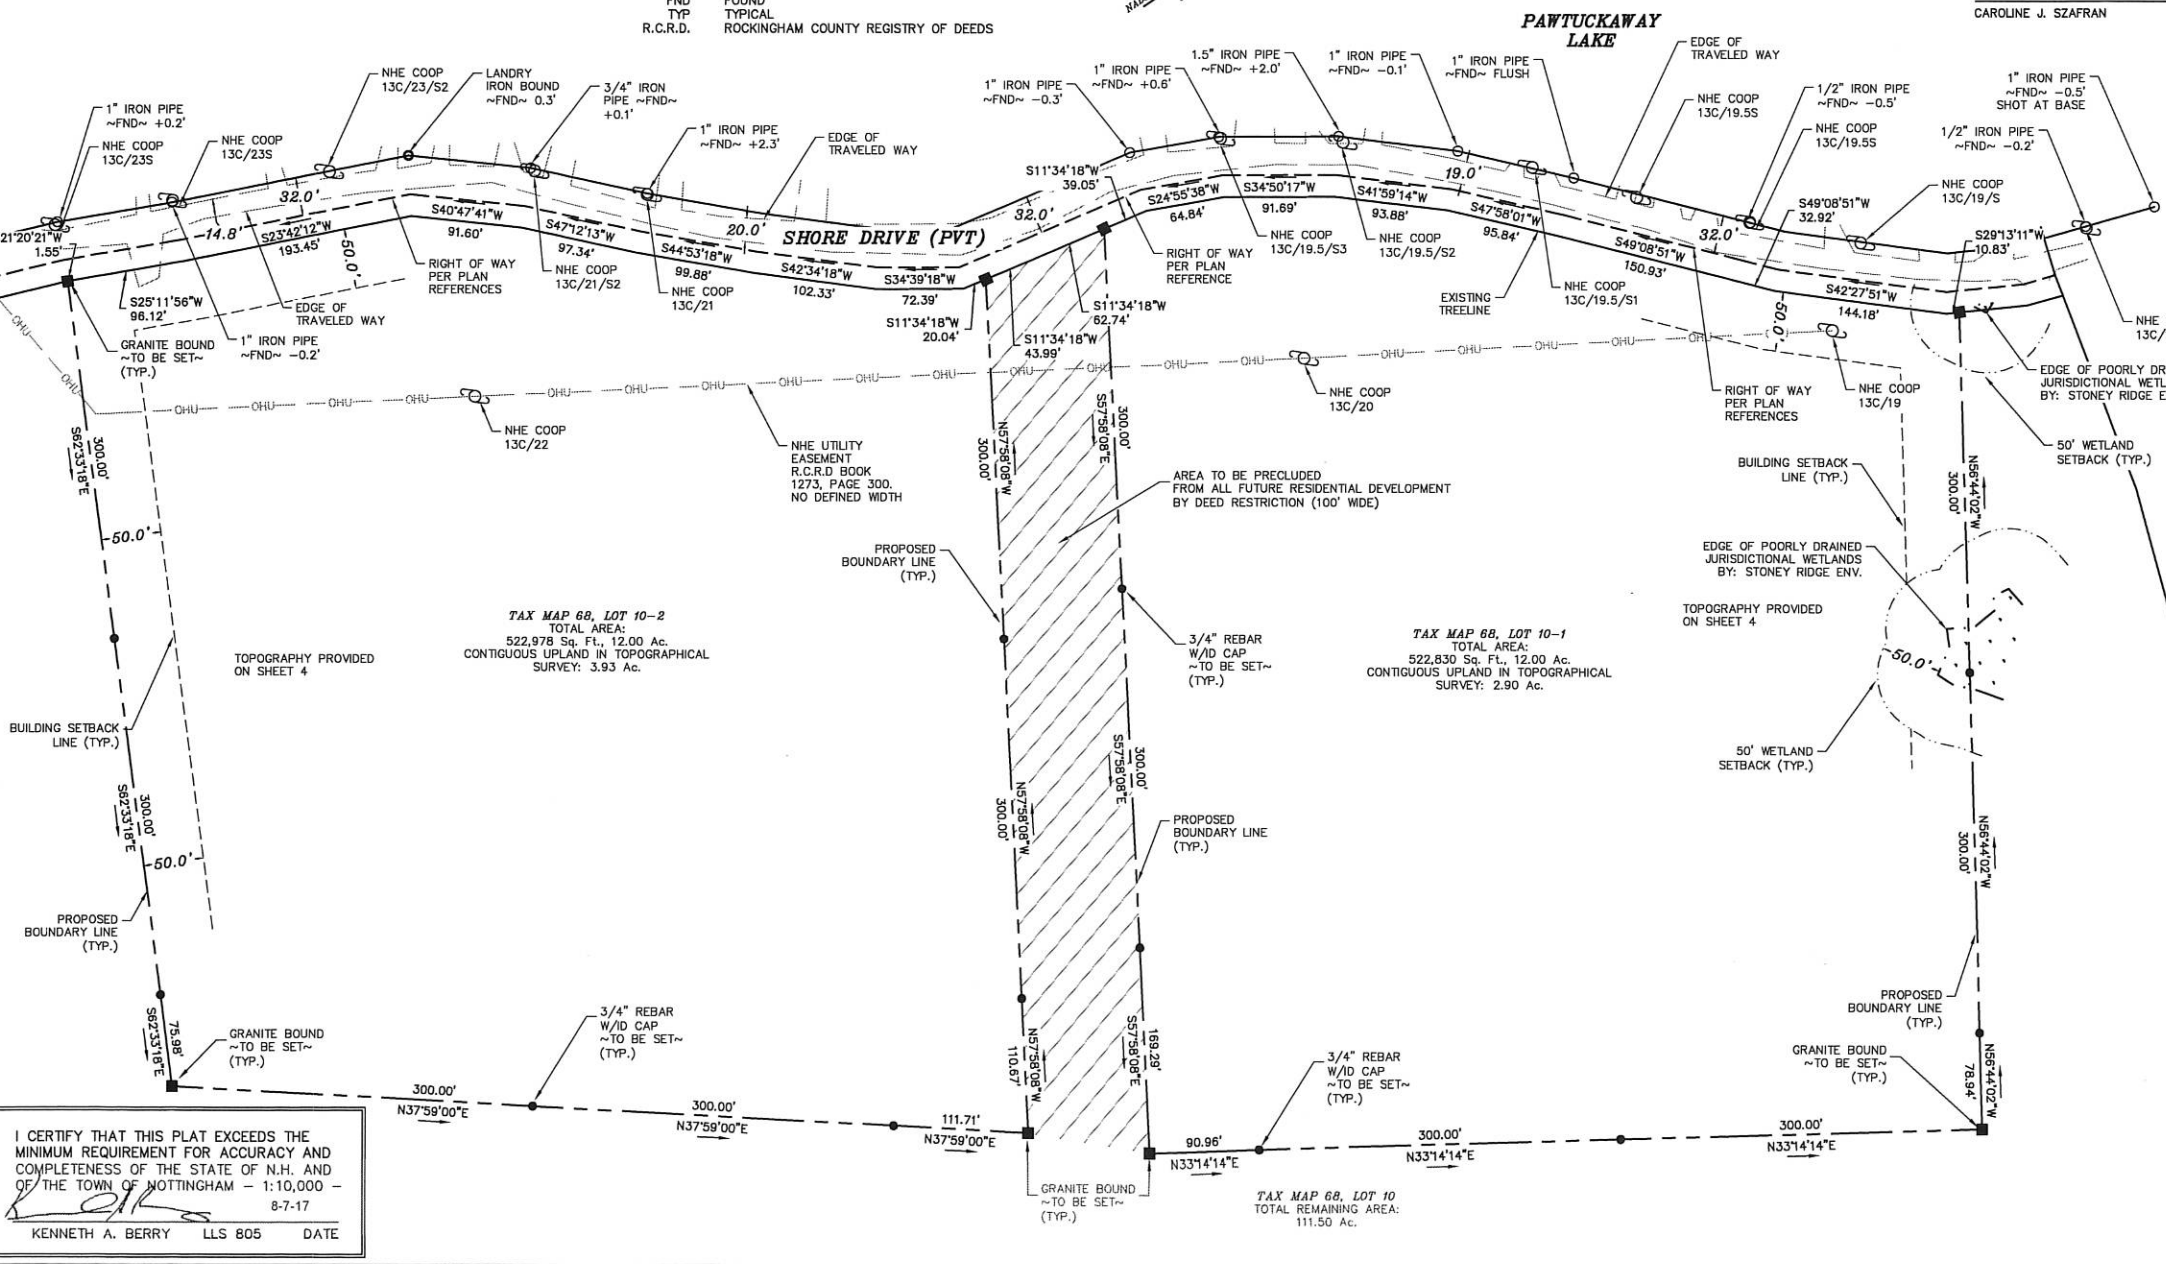 FND FOUND
TYP TYPICAL
R.C.R.D. ROCKINGHAM COUNTY REGISTRY OF DEEDS
PAWTUCKAWAY
LAKE
CAROLINE J. SZAFRAN
1" IRON PIPE
~FND~ +0.2'
NHE COOP
13C/23S
NHE COOP
13C/23S
NHE COOP
13C/23/S2
LANDRY
IRON BOUND
~FND~ 0.3'
3/4" IRON
PIPE ~FND~
+0.1'
1" IRON PIPE
~FND~ +2.3'
EDGE OF
TRAVELED WAY
1" IRON PIPE
~FND~ -0.3'
1" IRON PIPE
~FND~ +0.6'
1.5" IRON PIPE
~FND~ +2.0'
1" IRON PIPE
~FND~ -0.1'
1" IRON PIPE
~FND~ FLUSH
EDGE OF
TRAVELED WAY
NHE COOP
13C/19.5S
1/2" IRON PIPE
~FND~ -0.5'
NHE COOP
13C/19.5S
1" IRON PIPE
~FND~ -0.5'
SHOT AT BASE
1/2" IRON PIPE
~FND~ -0.2'
NHE COOP
13C/19/S
21°20'21"W
1.55'
14.8'
32.0'
S23°42'12"W
193.45'
50.0'
S40°47'41"W
91.60'
S47°12'13"W
97.34'
S44°53'18"W
99.88'
20.0'
SHORE DRIVE (PVT)
S42°34'18"W
102.33'
S34°39'18"W
72.39'
32.0'
S11°34'18"W
39.05'
S24°55'38"W
64.84'
S34°50'17"W
91.69'
S41°59'14"W
93.88'
19.0'
S47°58'01"W
95.84'
S49°08'51"W
150.93'
32.0'
S49°08'51"W
32.92'
S42°27'51"W
144.18'
S29°13'11"W
10.83'
50.0'
S25°11'56"W
96.12'
GRANITE BOUND
~TO BE SET~
(TYP.)
1" IRON PIPE
~FND~ -0.2'
EDGE OF
TRAVELED WAY
RIGHT OF WAY
PER PLAN
REFERENCES
NHE COOP
13C/21/S2
NHE COOP
13C/21
S11°34'18"W
20.04'
S11°34'18"W
43.99'
S11°34'18"W
52.74'
RIGHT OF WAY
PER PLAN
REFERENCE
NHE COOP
13C/19.5/S3
NHE COOP
13C/19.5/S2
EXISTING
TREELINE
NHE COOP
13C/19.5/S1
NHE
13C/
OHU OHU OHU OHU OHU OHU OHU OHU OHU OHU OHU OHU OHU OHU OHU OHU OHU OHU OHU OHU OHU
NHE COOP
13C/22
NHE UTILITY
EASEMENT
R.C.R.D BOOK
1273, PAGE 300.
NO DEFINED WIDTH
NHE COOP
13C/20
RIGHT OF WAY
PER PLAN
REFERENCES
NHE COOP
13C/19
EDGE OF POORLY DR
JURISDICTIONAL WETL
BY: STONEY RIDGE E
50' WETLAND
SETBACK (TYP.)
300.00'
S62°33'18"E
50.0'
N57°58'08"W
300.00'
300.00'
S57°58'08"E
AREA TO BE PRECLUDED
FROM ALL FUTURE RESIDENTIAL DEVELOPMENT
BY DEED RESTRICTION (100' WIDE)
BUILDING SETBACK
LINE (TYP.)
N56°44'02"W
300.00'
PROPOSED
BOUNDARY LINE
(TYP.)
EDGE OF POORLY DRAINED
JURISDICTIONAL WETLANDS
BY: STONEY RIDGE ENV.
TAX MAP 68, LOT 10-2
TOTAL AREA:
522,978 Sq. Ft., 12.00 Ac.
CONTIGUOUS UPLAND IN TOPOGRAPHICAL
SURVEY: 3.93 Ac.
TOPOGRAPHY PROVIDED
ON SHEET 4
3/4" REBAR
W/ID CAP
~TO BE SET~
(TYP.)
TAX MAP 68, LOT 10-1
TOTAL AREA:
522,830 Sq. Ft., 12.00 Ac.
CONTIGUOUS UPLAND IN TOPOGRAPHICAL
SURVEY: 2.90 Ac.
TOPOGRAPHY PROVIDED
ON SHEET 4
50.0'
BUILDING SETBACK
LINE (TYP.)
50' WETLAND
SETBACK (TYP.)
300.00'
S62°33'18"E
50.0'
N57°58'08"W
300.00'
300.00'
S57°58'08"E
PROPOSED
BOUNDARY LINE
(TYP.)
N56°44'02"W
300.00'
PROPOSED
BOUNDARY LINE
(TYP.)
PROPOSED
BOUNDARY LINE
(TYP.)
75.98'
S62°33'18"E
GRANITE BOUND
~TO BE SET~
(TYP.)
3/4" REBAR
W/ID CAP
~TO BE SET~
(TYP.)
N57°58'08"W
110.67'
169.29'
S57°58'08"E
3/4" REBAR
W/ID CAP
~TO BE SET~
(TYP.)
GRANITE BOUND
~TO BE SET~
(TYP.)
N56°44'02"W
78.94'
300.00'
N37°59'00"E
300.00'
N37°59'00"E
111.71'
N37°59'00"E
90.96'
N33°14'14"E
300.00'
N33°14'14"E
300.00'
N33°14'14"E
GRANITE BOUND
~TO BE SET~
(TYP.)
TAX MAP 68, LOT 10
TOTAL REMAINING AREA:
111.50 Ac.
I CERTIFY THAT THIS PLAT EXCEEDS THE
MINIMUM REQUIREMENT FOR ACCURACY AND
COMPLETENESS OF THE STATE OF N.H. AND
OF THE TOWN OF NOTTINGHAM - 1:10,000 -
8-7-17
KENNETH A. BERRY LLS 805 DATE